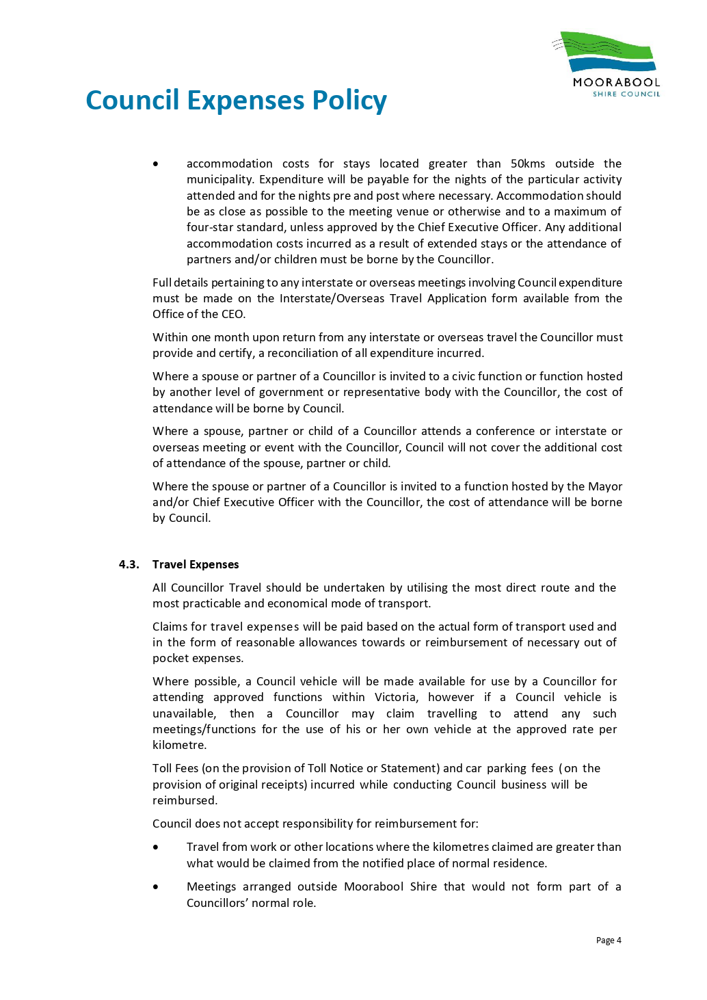 MOORABOOL
SHIRE COUNCIL
Council Expenses Policy
• accommodation costs for stays located greater than 50kms outside the
municipality. Expenditure will be payable for the nights of the particular activity
attended and for the nights pre and post where necessary. Accommodation should
be as close as possible to the meeting venue or otherwise and to a maximum of
four-star standard, unless approved by the Chief Executive Officer. Any additional
accommodation costs incurred as a result of extended stays or the attendance of
partners and/or children must be borne by the Councillor.
Full details pertaining to any interstate or overseas meetings involving Council expenditure
must be made on the Interstate/Overseas Travel Application form available from the
Office of the CEO.
Within one month upon return from any interstate or overseas travel the Councillor must
provide and certify, a reconciliation of all expenditure incurred.
Where a spouse or partner of a Councillor is invited to a civic function or function hosted
by another level of government or representative body with the Councillor, the cost of
attendance will be borne by Council.
Where a spouse, partner or child of a Councillor attends a conference or interstate or
overseas meeting or event with the Councillor, Council will not cover the additional cost
of attendance of the spouse, partner or child.
Where the spouse or partner of a Councillor is invited to a function hosted by the Mayor
and/or Chief Executive Officer with the Councillor, the cost of attendance will be borne
by Council.
4.3. Travel Expenses
All Councillor Travel should be undertaken by utilising the most direct route and the
most practicable and economical mode of transport.
Claims for travel expenses will be paid based on the actual form of transport used and
in the form of reasonable allowances towards or reimbursement of necessary out of
pocket expenses.
Where possible, a Council vehicle will be made available for use by a Councillor for
attending approved functions within Victoria, however if a Council vehicle is
unavailable, then a Councillor may claim travelling to attend any such
meetings/functions for the use of his or her own vehicle at the approved rate per
kilometre.
Toll Fees (on the provision of Toll Notice or Statement) and car parking fees (on the
provision of original receipts) incurred while conducting Council business will be
reimbursed.
Council does not accept responsibility for reimbursement for:
• Travel from work or other locations where the kilometres claimed are greater than
what would be claimed from the notified place of normal residence.
• Meetings arranged outside Moorabool Shire that would not form part of a
Councillors’ normal role.
Page 4